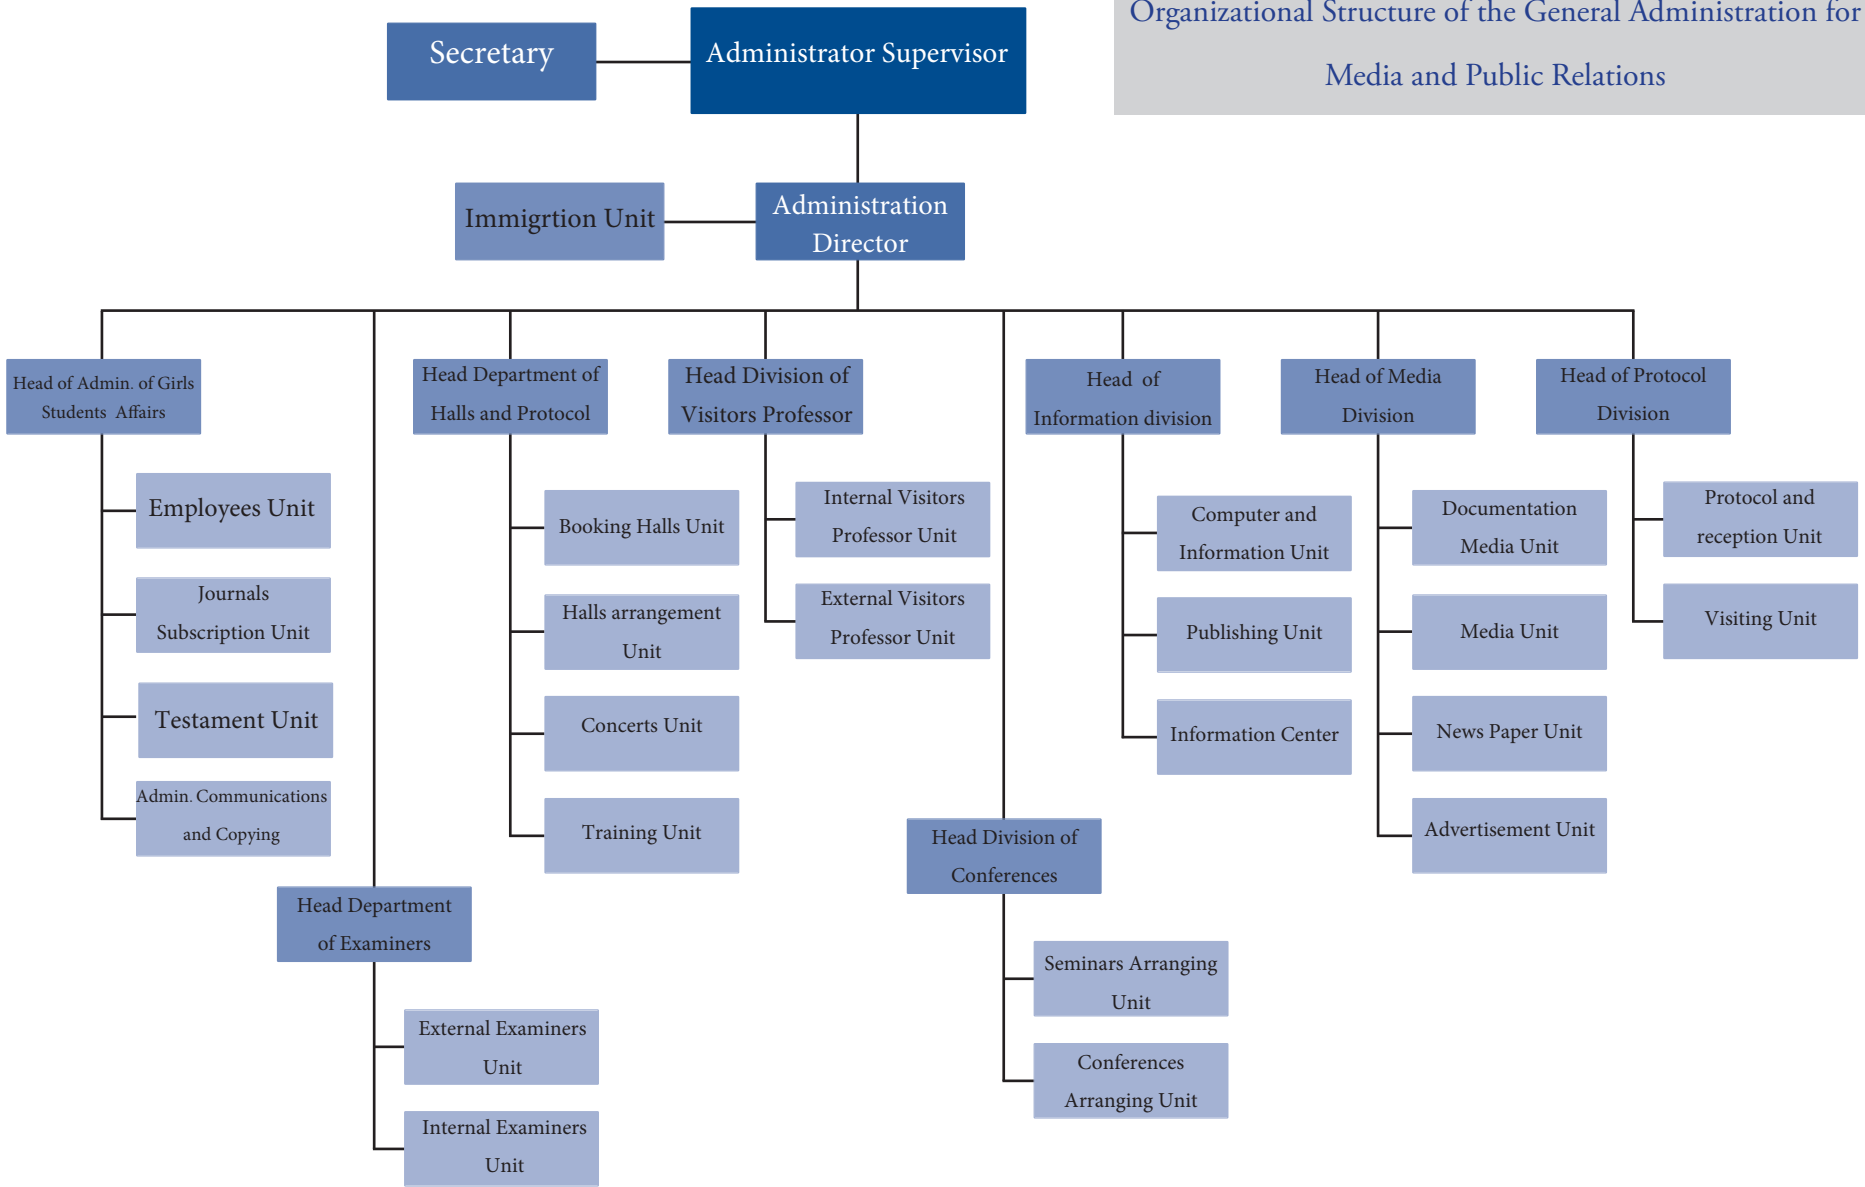 Organizational Structure of the General Administration for
Media and Public Relations
Secretary
Administrator Supervisor
Immigrtion Unit
Administration
Director
Head of Admin. of Girls
Students Affairs
Employees Unit
Journals
Subscription Unit
Testament Unit
Admin. Communications
and Copying
Head Department
of Examiners
External Examiners
Unit
Internal Examiners
Unit
Head Department of
Halls and Protocol
Booking Halls Unit
Halls arrangement
Unit
Concerts Unit
Training Unit
Head Division of
Visitors Professor
Internal Visitors
Professor Unit
External Visitors
Professor Unit
Head Division of
Conferences
Seminars Arranging
Unit
Conferences
Arranging Unit
Head of
Information division
Computer and
Information Unit
Publishing Unit
Information Center
Head of Media
Division
Documentation
Media Unit
Media Unit
News Paper Unit
Advertisement Unit
Head of Protocol
Division
Protocol and
reception Unit
Visiting Unit